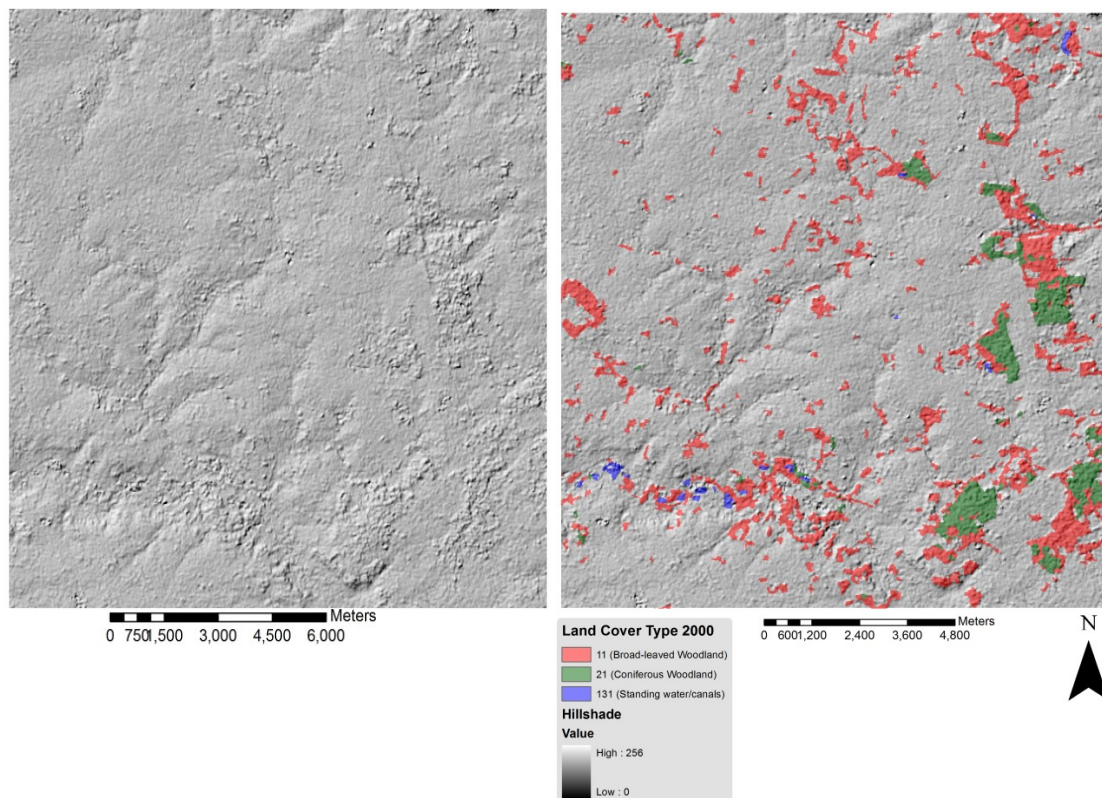 Meters
0 750 1,500 3,000 4,500 6,000
Meters
0 600 1,200 2,400 3,600 4,800
N
Land Cover Type 2000
11 (Broad-leaved Woodland)
21 (Coniferous Woodland)
131 (Standing water/canals)
Hillshade
Value
High : 256
Low : 0